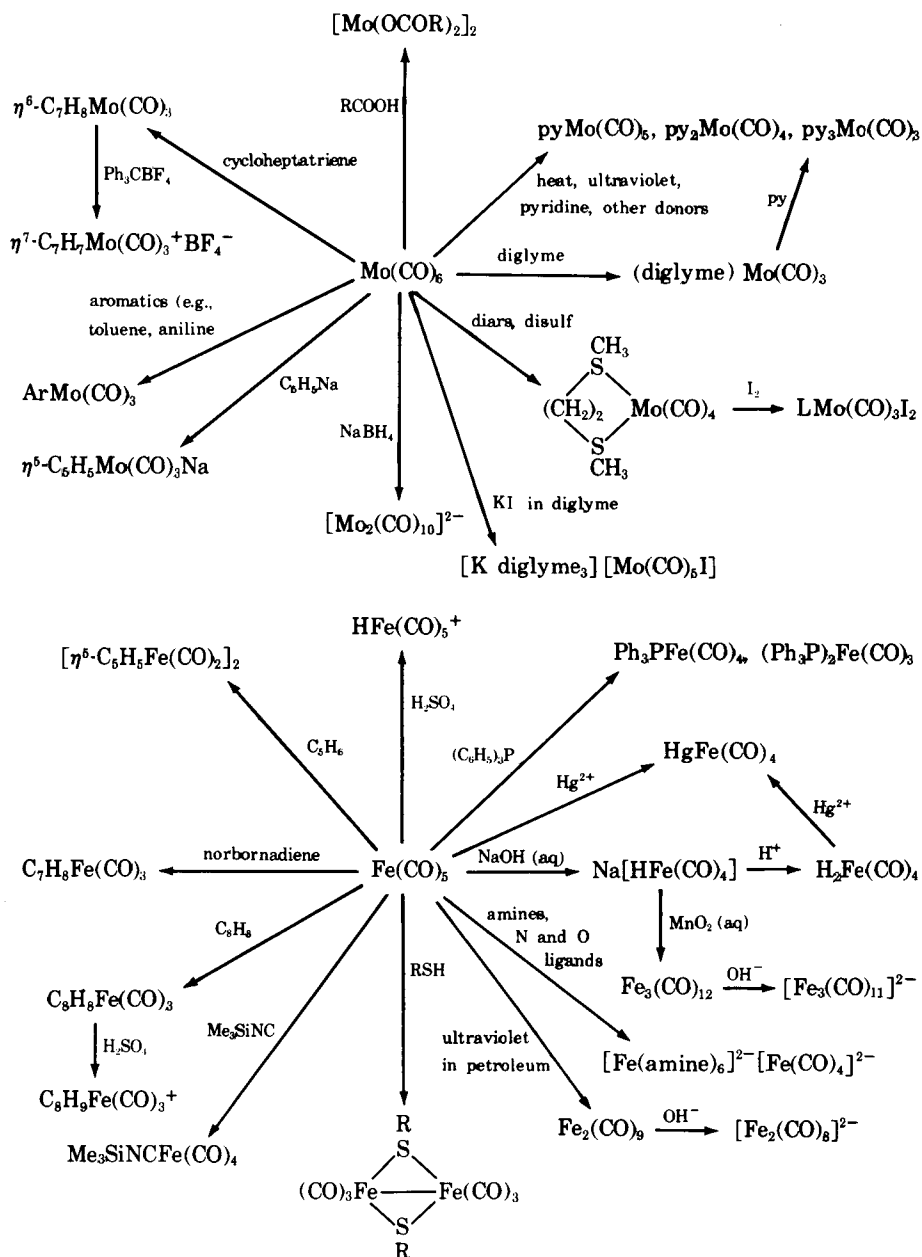 [Mo(OCOR)₂]₂
η⁶-C₇H₈Mo(CO)₃
RCOOH
pyMo(CO)₅, py₂Mo(CO)₄, py₃Mo(CO)₃
cycloheptatriene
Ph₃CBF₄
heat, ultraviolet,
pyridine, other donors
py
η⁷-C₇H₇Mo(CO)₃⁺BF₄⁻
diglyme
Mo(CO)₆
(diglyme) Mo(CO)₃
aromatics (e.g.,
toluene, aniline
diars, disulf
CH₃
S
C₅H₅Na
ArMo(CO)₃
(CH₂)₂
Mo(CO)₄
I₂
LMo(CO)₃I₂
NaBH₄
S
CH₃
η⁵-C₅H₅Mo(CO)₃Na
KI in diglyme
[Mo₂(CO)₁₀]²⁻
[K diglyme₃] [Mo(CO)₅I]
HFe(CO)₅⁺
[η⁵-C₅H₅Fe(CO)₂]₂
Ph₃PFe(CO)₄, (Ph₃P)₂Fe(CO)₃
H₂SO₄
C₅H₆
(C₆H₅)₃P
HgFe(CO)₄
Hg²⁺
Hg²⁺
norbornadiene
NaOH (aq)
H⁺
C₇H₈Fe(CO)₃
Fe(CO)₅
Na[HFe(CO)₄]
H₂Fe(CO)₄
C₈H₈
amines,
N and O
ligands
MnO₂ (aq)
RSH
C₈H₈Fe(CO)₃
Fe₃(CO)₁₂
OH⁻
[Fe₃(CO)₁₁]²⁻
Me₃SiNC
H₂SO₄
ultraviolet
in petroleum
[Fe(amine)₆]²⁻[Fe(CO)₄]²⁻
C₈H₉Fe(CO)₃⁺
R
Fe₂(CO)₉
OH⁻
[Fe₂(CO)₈]²⁻
Me₃SiNCFe(CO)₄
S
(CO)₃Fe
Fe(CO)₃
S
R